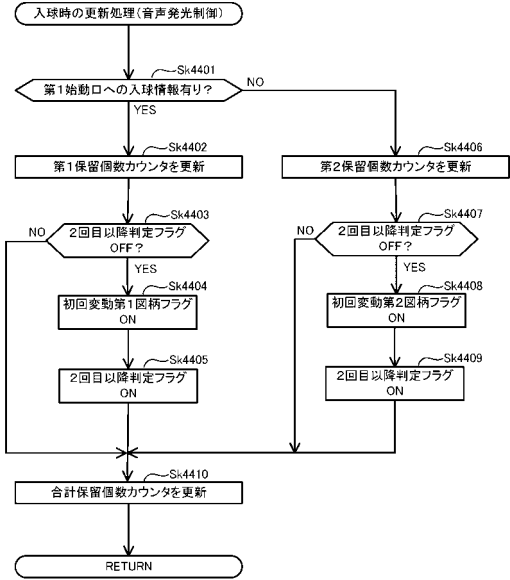 入球時の更新処理(音声発光制御)
Sk4401
第1始動口への入球情報有り?
NO
YES
Sk4402
第1保留個数カウンタを更新
Sk4406
第2保留個数カウンタを更新
Sk4403
2回目以降判定フラグ
OFF?
NO
YES
Sk4407
2回目以降判定フラグ
OFF?
NO
YES
Sk4404
初回変動第1図柄フラグ
ON
Sk4408
初回変動第2図柄フラグ
ON
Sk4405
2回目以降判定フラグ
ON
Sk4409
2回目以降判定フラグ
ON
Sk4410
合計保留個数カウンタを更新
RETURN